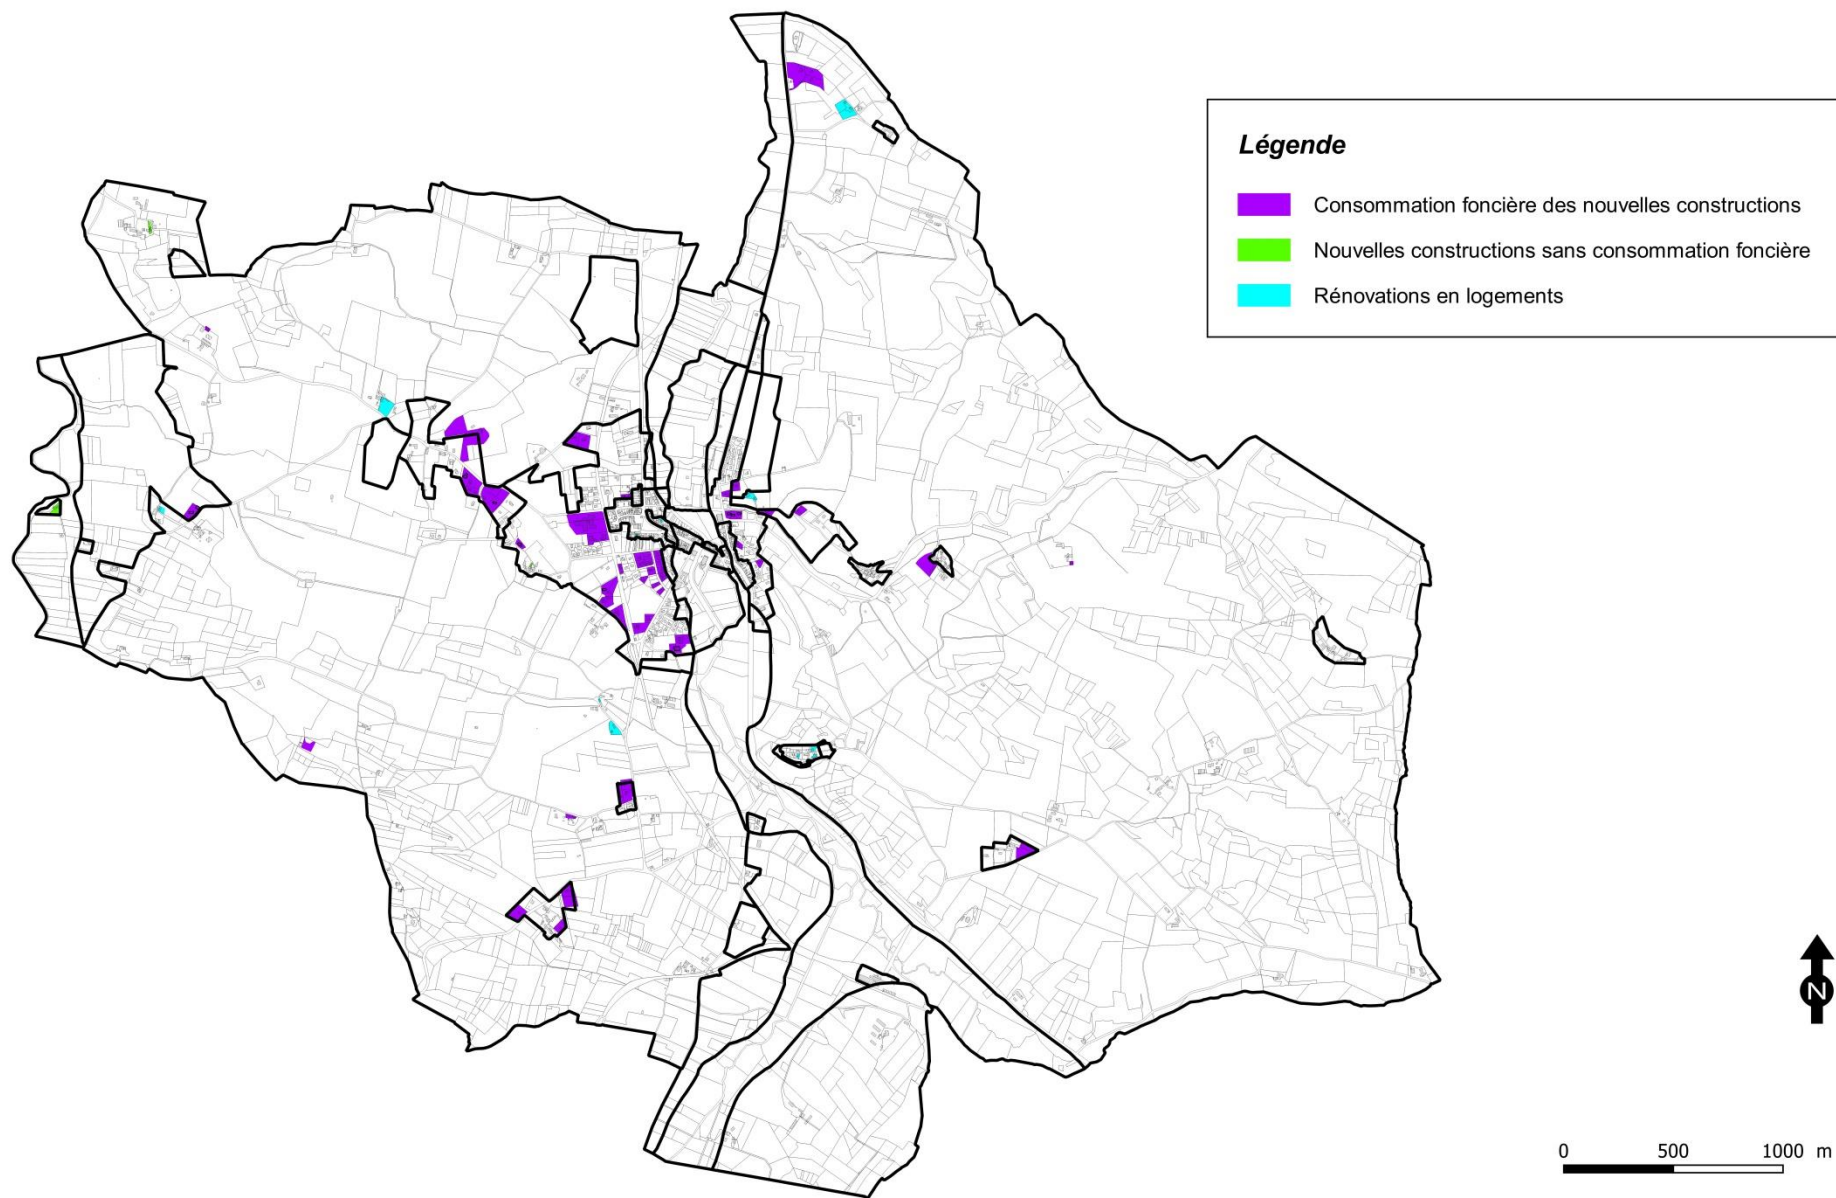 Légende
Consommation foncière des nouvelles constructions
Nouvelles constructions sans consommation foncière
Rénovations en logements
N
0 500 1000 m